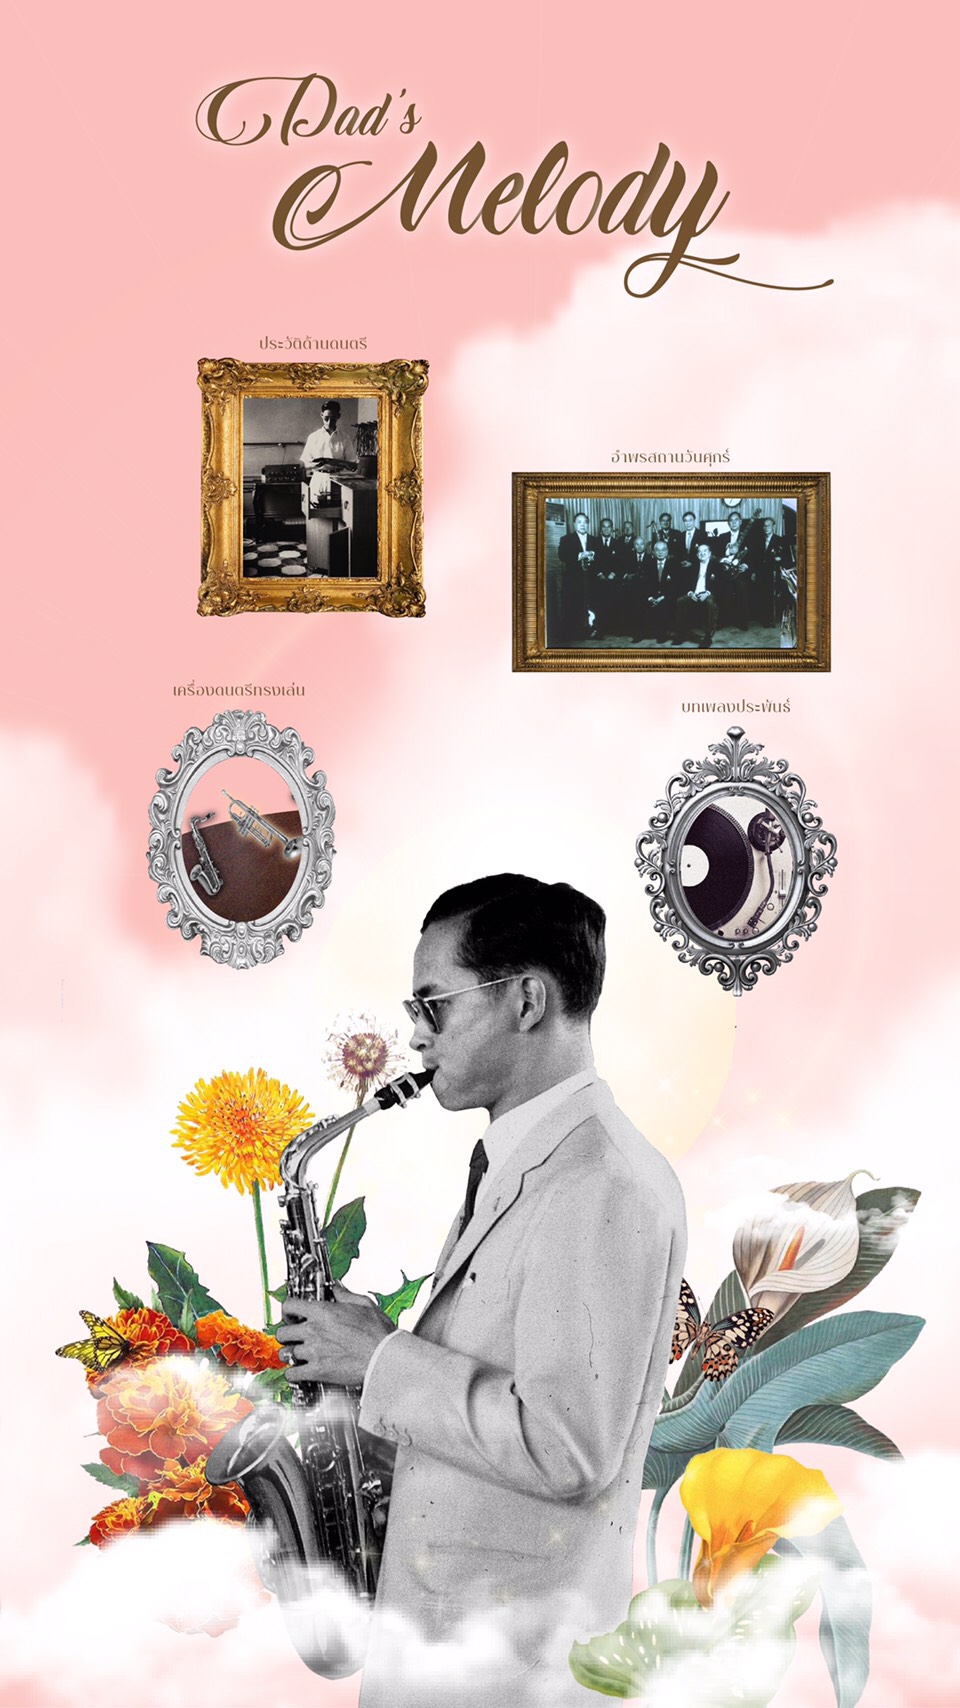 Dad's
Melody
ประวัติด้านดนตรี
อำพรสถานวันศุกร์
เครื่องดนตรีทรงเล่น
บทเพลงประพันธ์